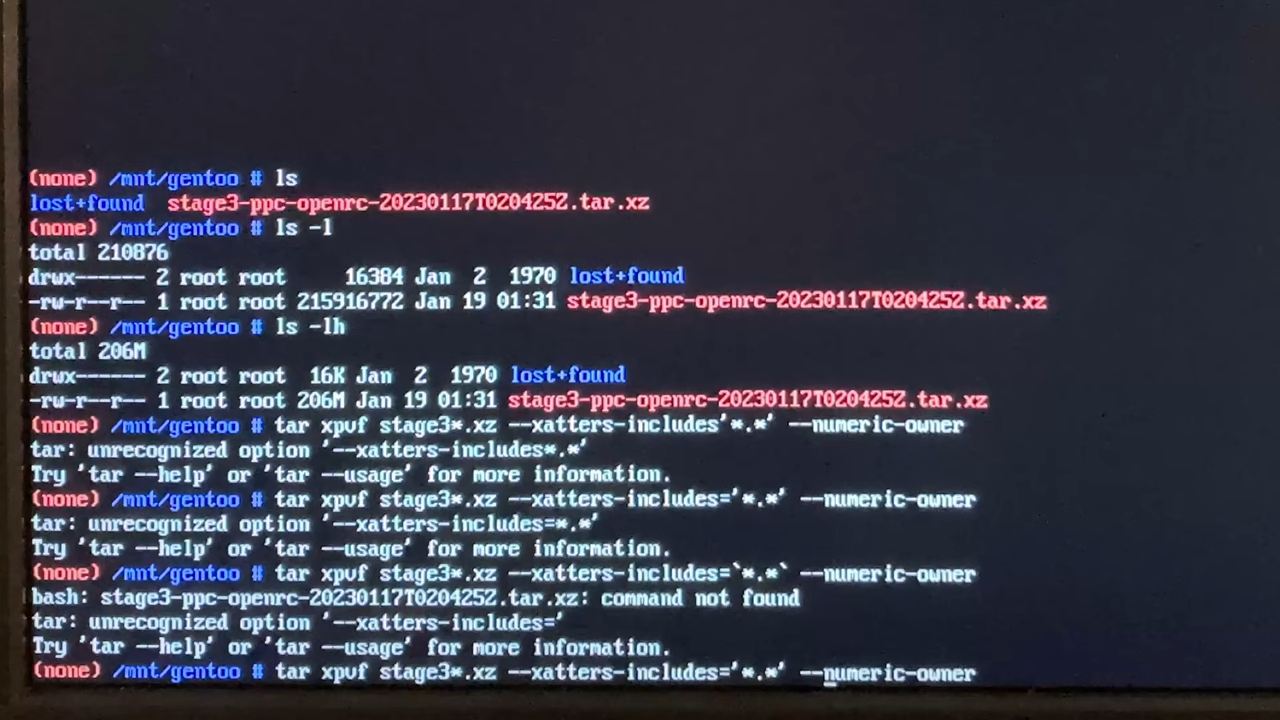 (none) /mnt/gentoo # ls
lost+found  stage3-ppc-openrc-20230117T020425Z.tar.xz
(none) /mnt/gentoo # ls -l
total 210876
drwx------ 2 root root     16384 Jan  2  1970 lost+found
-rw-r--r-- 1 root root 215916772 Jan 19 01:31 stage3-ppc-openrc-20230117T020425Z.tar.xz
(none) /mnt/gentoo # ls -lh
total 206M
drwx------ 2 root root  16K Jan  2  1970 lost+found
-rw-r--r-- 1 root root 206M Jan 19 01:31 stage3-ppc-openrc-20230117T020425Z.tar.xz
(none) /mnt/gentoo # tar xpvf stage3*.xz --xatters-includes'*.*' --numeric-owner
tar: unrecognized option '--xatters-includes*.*'
Try 'tar --help' or 'tar --usage' for more information.
(none) /mnt/gentoo # tar xpvf stage3*.xz --xatters-includes='*.*' --numeric-owner
tar: unrecognized option '--xatters-includes=*.*'
Try 'tar --help' or 'tar --usage' for more information.
(none) /mnt/gentoo # tar xpvf stage3*.xz --xatters-includes=`*.*` --numeric-owner
bash: stage3-ppc-openrc-20230117T020425Z.tar.xz: command not found
tar: unrecognized option '--xatters-includes='
Try 'tar --help' or 'tar --usage' for more information.
(none) /mnt/gentoo # tar xpvf stage3*.xz --xatters-includes='*.*' --numeric-owner